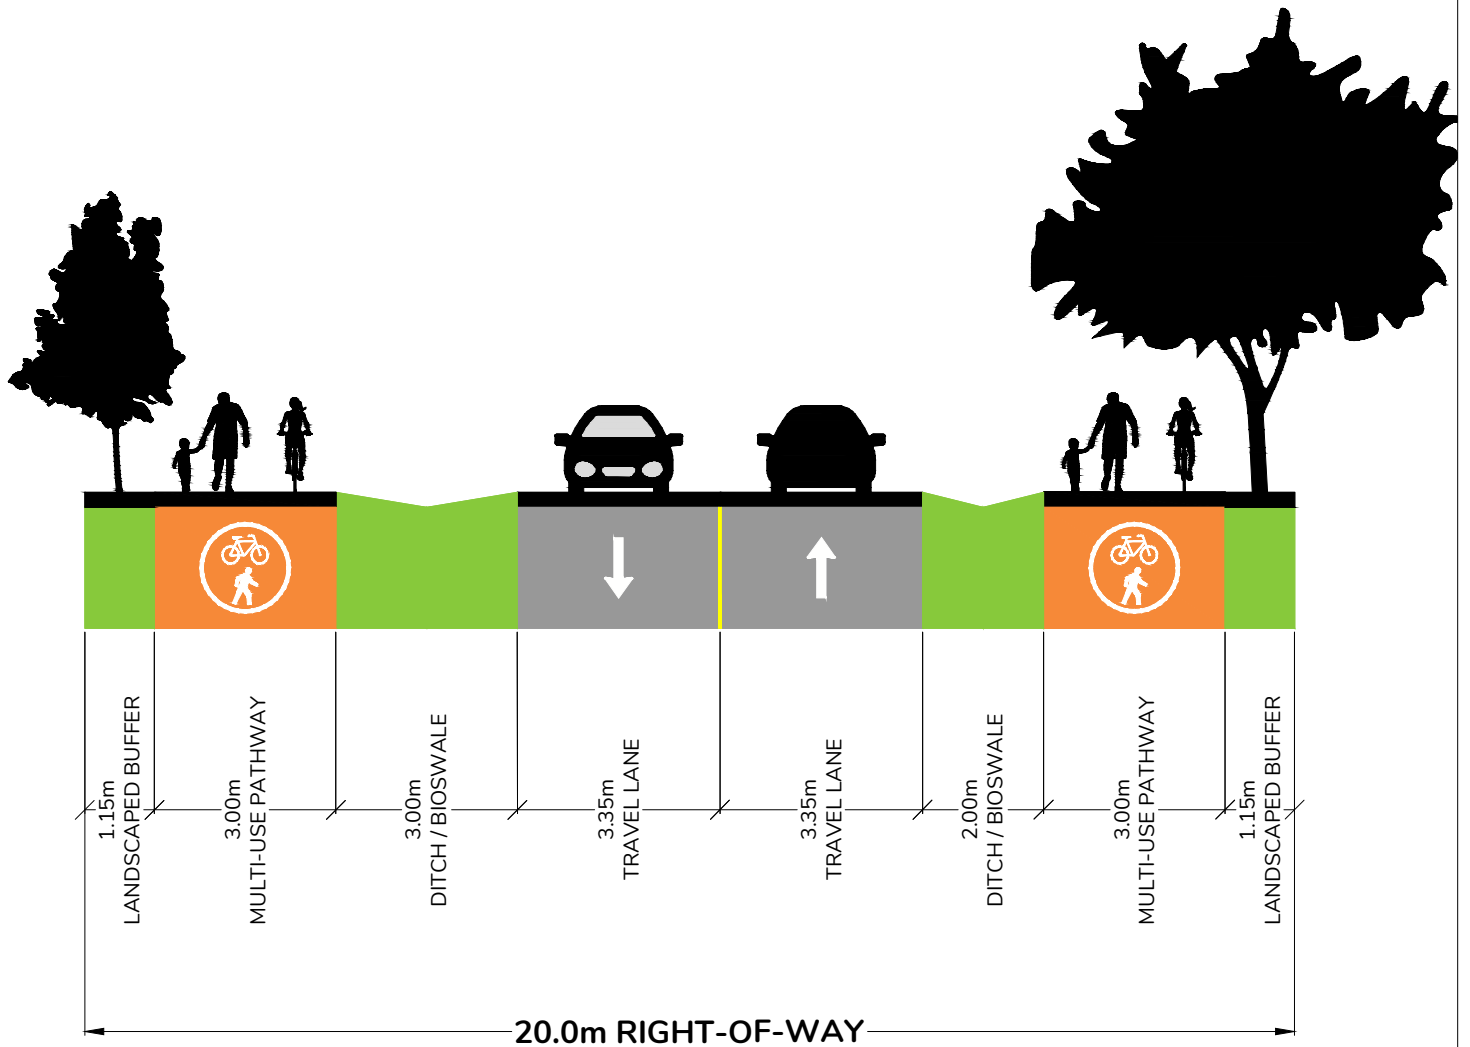 1.15m
LANDSCAPED BUFFER
3.00m
MULTI-USE PATHWAY
3.00m
DITCH / BIOSWALE
3.35m
TRAVEL LANE
3.35m
TRAVEL LANE
2.00m
DITCH / BIOSWALE
3.00m
MULTI-USE PATHWAY
1.15m
LANDSCAPED BUFFER
20.0m RIGHT-OF-WAY